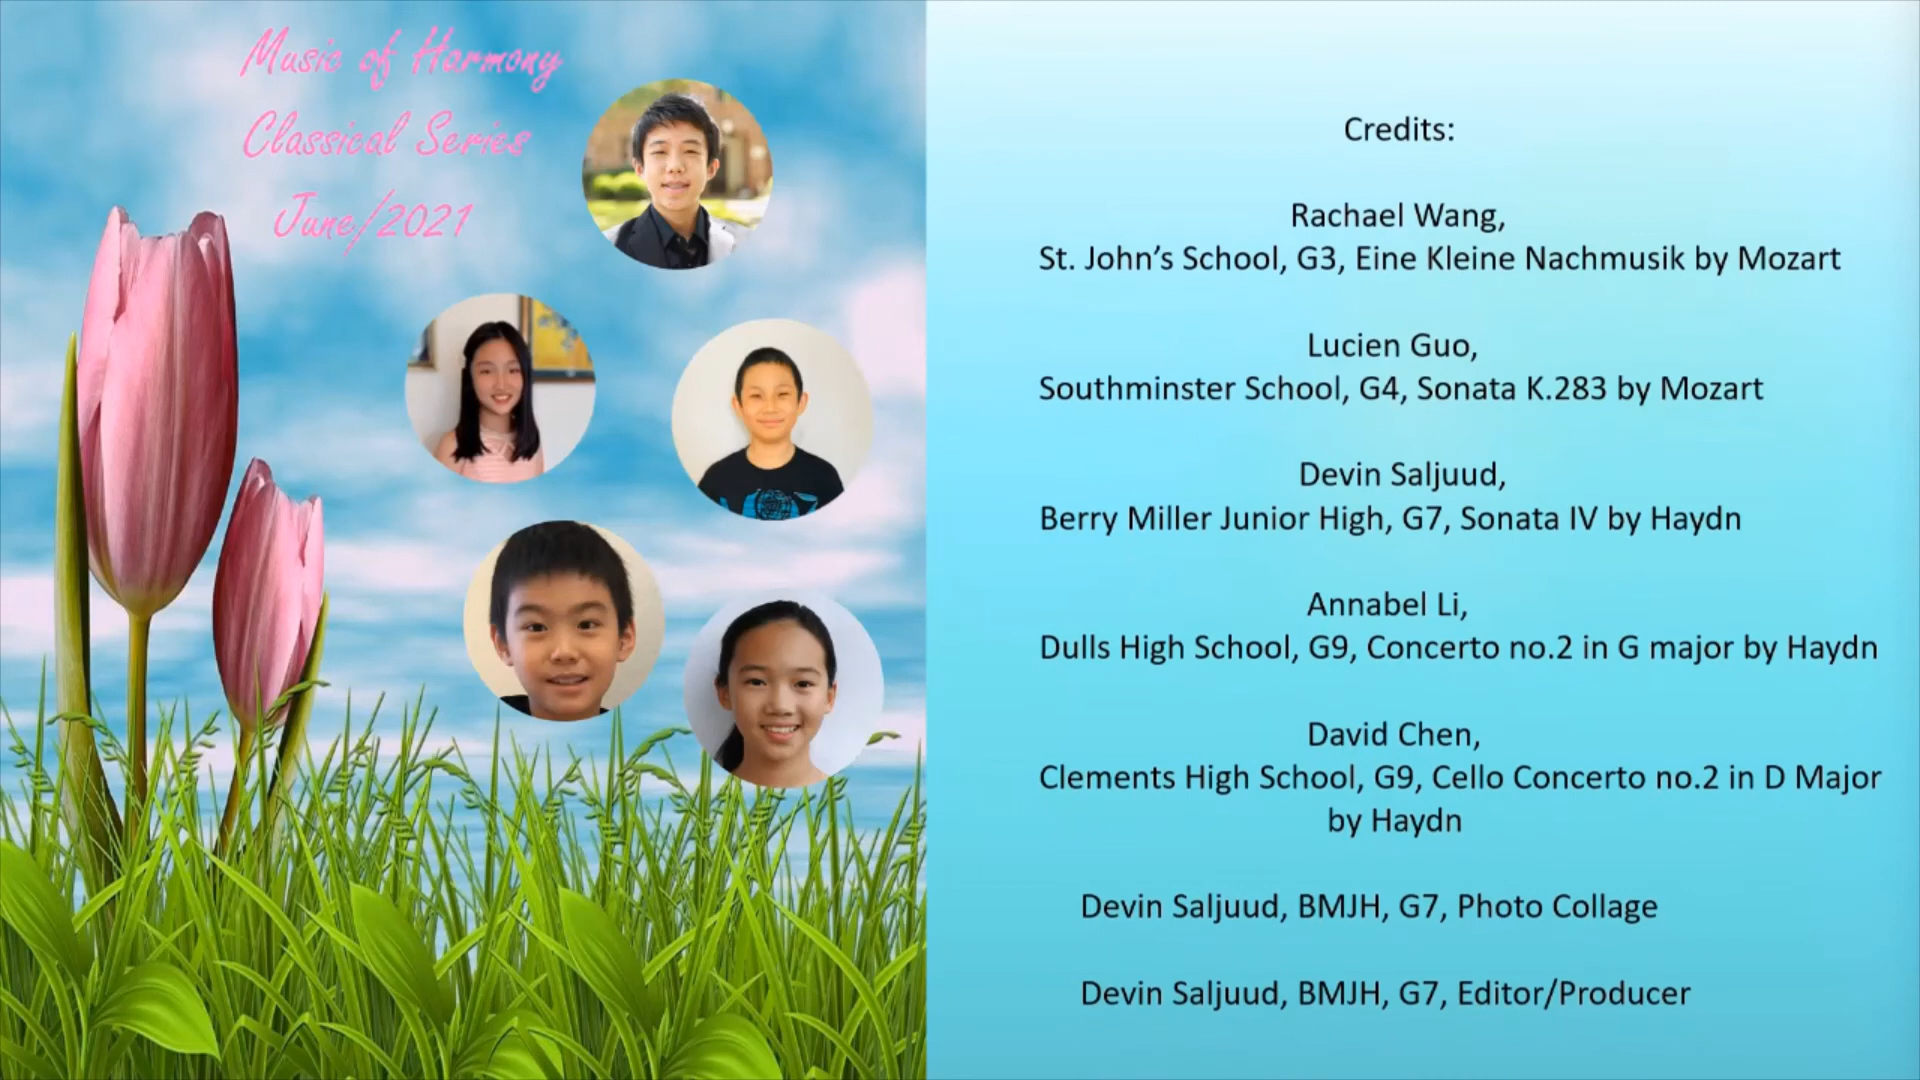 Music of Harmony
Classical Series
June/2021
Credits:
Rachael Wang,
St. John’s School, G3, Eine Kleine Nachmusik by Mozart
Lucien Guo,
Southminster School, G4, Sonata K.283 by Mozart
Devin Saljuud,
Berry Miller Junior High, G7, Sonata IV by Haydn
Annabel Li,
Dulls High School, G9, Concerto no.2 in G major by Haydn
David Chen,
Clements High School, G9, Cello Concerto no.2 in D Major
by Haydn
Devin Saljuud, BMJH, G7, Photo Collage
Devin Saljuud, BMJH, G7, Editor/Producer